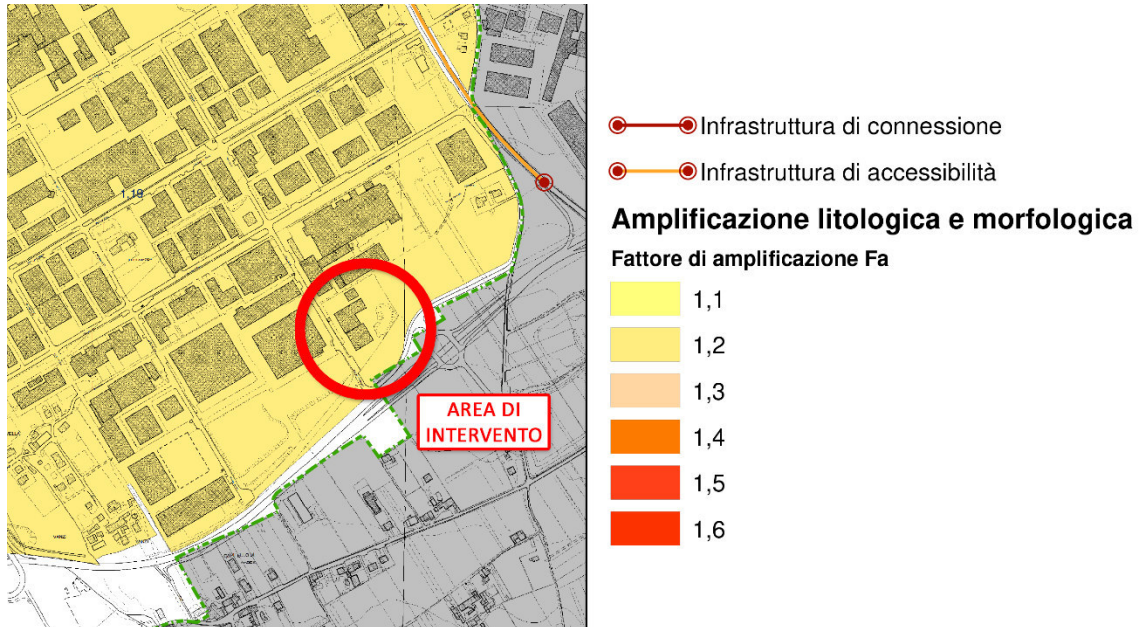 1,19
AREA DI
INTERVENTO
Infrastruttura di connessione
Infrastruttura di accessibilità
Amplificazione litologica e morfologica
Fattore di amplificazione Fa
1,1
1,2
1,3
1,4
1,5
1,6